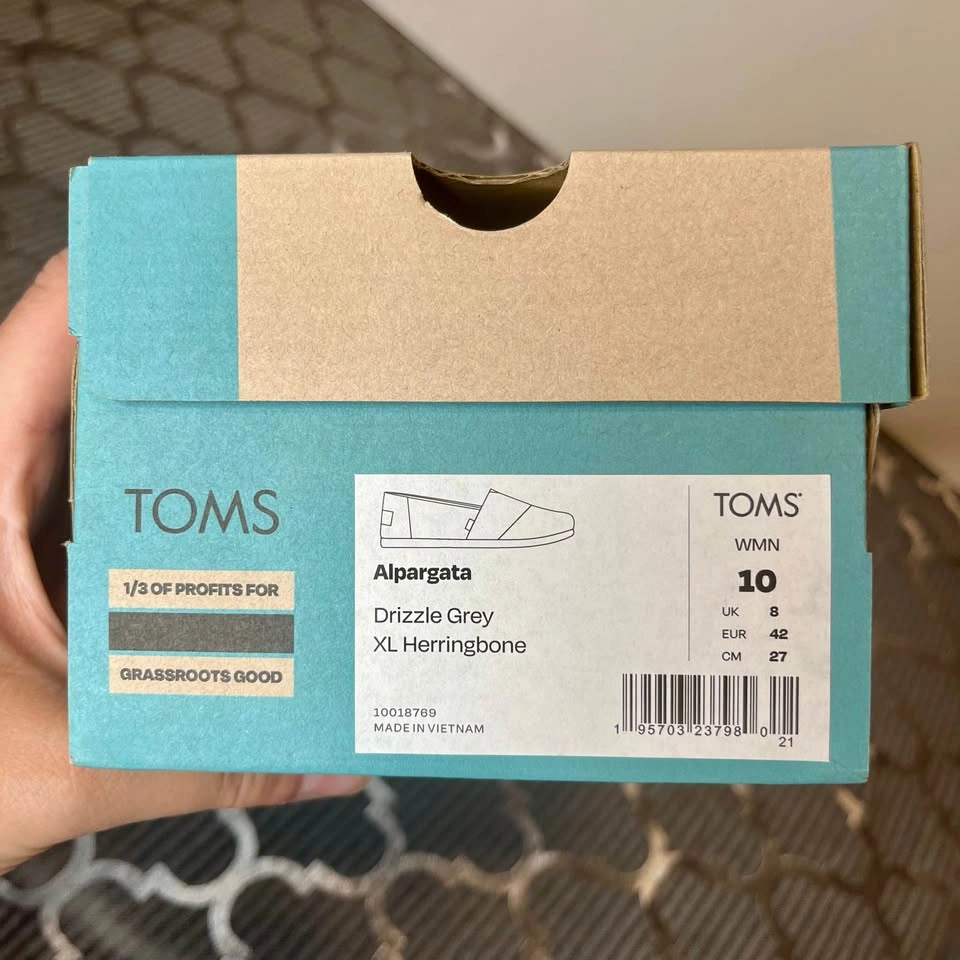 TOMS
1/3 OF PROFITS FOR
GRASSROOTS GOOD
Alpargata
Drizzle Grey
XL Herringbone
10018769
MADE IN VIETNAM
TOMS
WMN
10
UK 8
EUR 42
CM 27
1 95703 23798 0
21